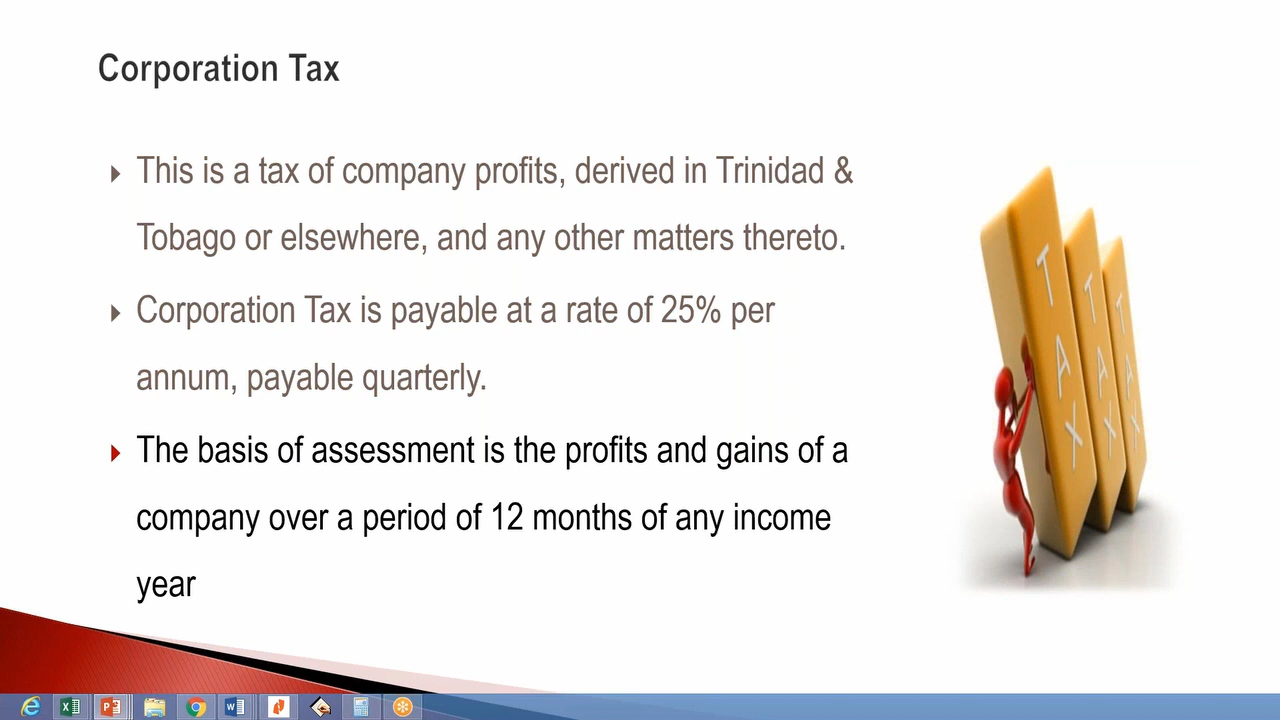 Corporation Tax
This is a tax of company profits, derived in Trinidad &
Tobago or elsewhere, and any other matters thereto.
Corporation Tax is payable at a rate of 25% per
annum, payable quarterly.
The basis of assessment is the profits and gains of a
company over a period of 12 months of any income
year
TAX
TAX
TAX